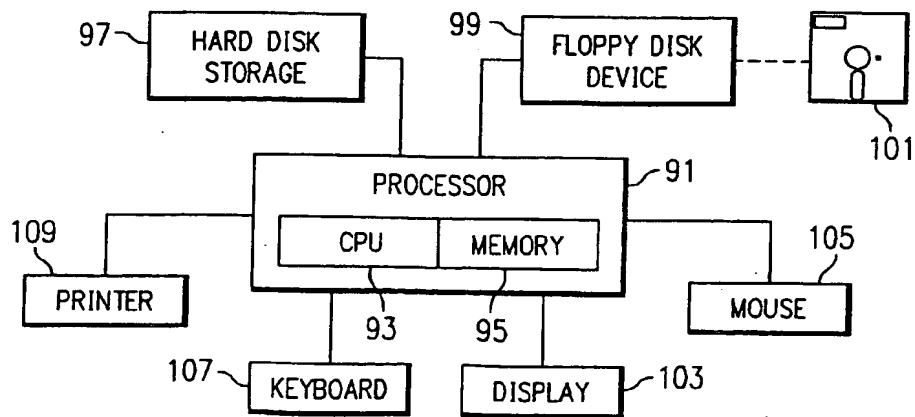 97
HARD DISK
STORAGE
99
FLOPPY DISK
DEVICE
101
PROCESSOR
91
CPU
MEMORY
93
95
109
PRINTER
105
MOUSE
107
KEYBOARD
DISPLAY
103